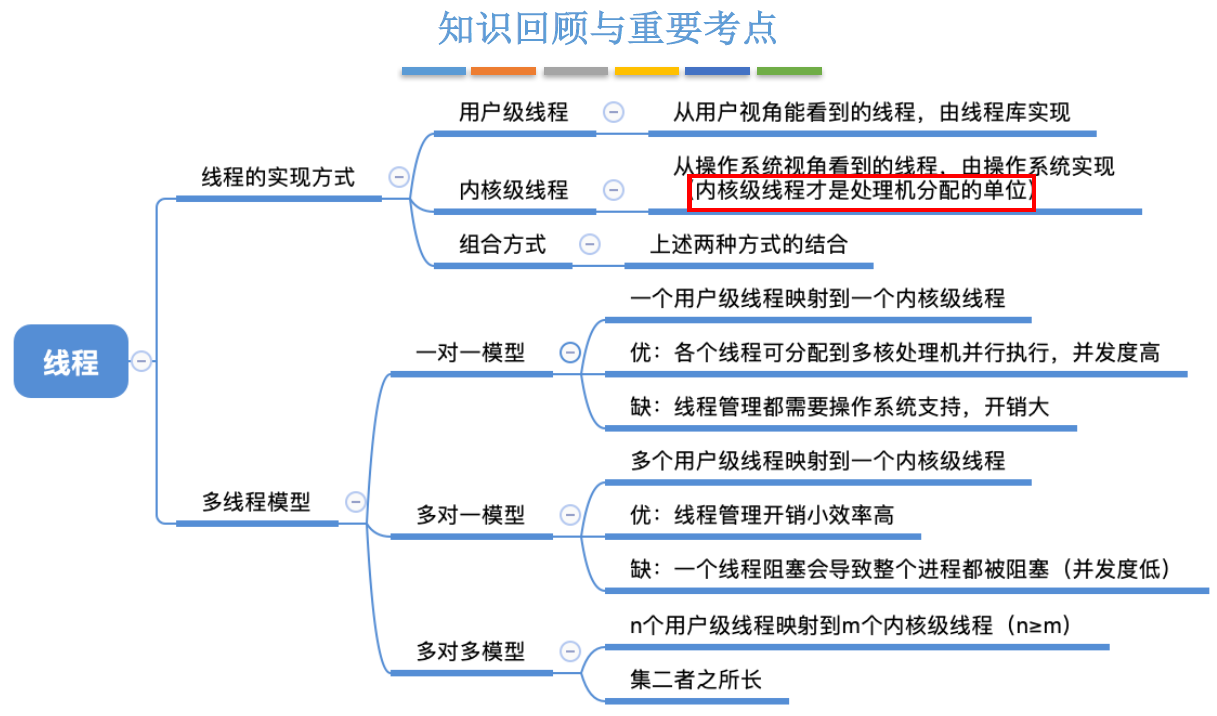 知识回顾与重要考点
线程
线程的实现方式
用户级线程
从用户视角能看到的线程，由线程库实现
内核级线程
从操作系统视角看到的线程，由操作系统实现
（内核级线程才是处理机分配的单位）
组合方式
上述两种方式的结合
多线程模型
一对一模型
一个用户级线程映射到一个内核级线程
优：各个线程可分配到多核处理机并行执行，并发度高
缺：线程管理都需要操作系统支持，开销大
多对一模型
多个用户级线程映射到一个内核级线程
优：线程管理开销小效率高
缺：一个线程阻塞会导致整个进程都被阻塞（并发度低）
多对多模型
n个用户级线程映射到m个内核级线程（n≥m）
集二者之所长